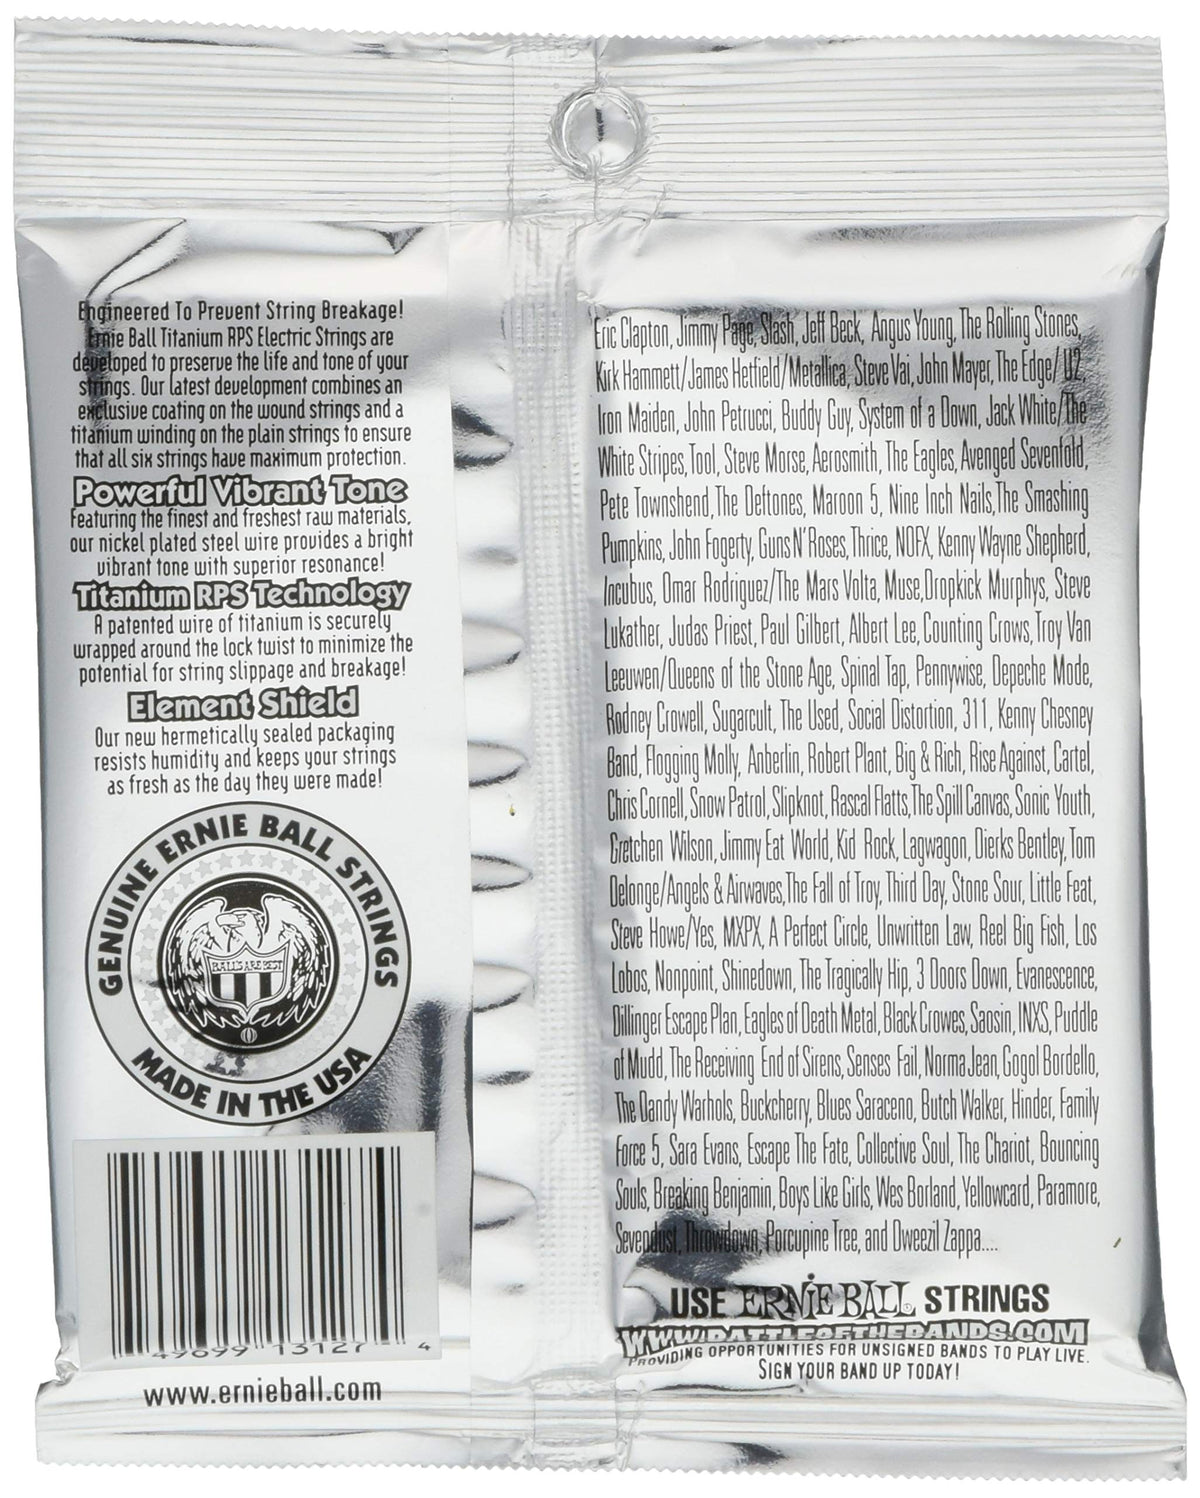 Engineered To Prevent String Breakage!
Ernie Ball Titanium RPS Electric Strings are
developed to preserve the life and tone of your
strings. Our latest development combines an
exclusive coating on the wound strings and a
titanium winding on the plain strings to ensure
that all six strings have maximum protection.
Powerful Vibrant Tone
Featuring the finest and freshest raw materials,
our nickel plated steel wire provides a bright
vibrant tone with superior resonance!
Titanium RPS Technology
A patented wire of titanium is securely
wrapped around the lock twist to minimize the
potential for string slippage and breakage!
Element Shield
Our new hermetically sealed packaging
resists humidity and keeps your strings
as fresh as the day they were made!
GENUINE ERNIE BALL STRINGS
BALLS ARE BEST
MADE IN THE USA
49699 13127 4
www.ernieball.com
Eric Clapton, Jimmy Page, Slash, Jeff Beck, Angus Young, The Rolling Stones,
Kirk Hammett/James Hetfield/Metallica, Steve Vai, John Mayer, The Edge/ U2,
Iron Maiden, John Petrucci, Buddy Guy, System of a Down, Jack White/The
White Stripes, Tool, Steve Morse, Aerosmith, The Eagles, Avenged Sevenfold,
Pete Townshend, The Deftones, Maroon 5, Nine Inch Nails, The Smashing
Pumpkins, John Fogerty, Guns N' Roses, Thrice, NOFX, Kenny Wayne Shepherd,
Incubus, Omar Rodriguez/The Mars Volta, Muse, Dropkick Murphys, Steve
Lukather, Judas Priest, Paul Gilbert, Albert Lee, Counting Crows, Troy Van
Leeuwen/Queens of the Stone Age, Spinal Tap, Pennywise, Depeche Mode,
Rodney Crowell, Sugarcult, The Used, Social Distortion, 311, Kenny Chesney
Band, Flogging Molly, Anberlin, Robert Plant, Big & Rich, Rise Against, Cartel,
Chris Cornell, Snow Patrol, Slipknot, Rascal Flatts, The Spill Canvas, Sonic Youth,
Gretchen Wilson, Jimmy Eat World, Kid Rock, Lagwagon, Dierks Bentley, Tom
Delonge/Angels & Airwaves, The Fall of Troy, Third Day, Stone Sour, Little Feat,
Steve Howe/Yes, MXPX, A Perfect Circle, Unwritten Law, Reel Big Fish, Los
Lobos, Nonpoint, Shinedown, The Tragically Hip, 3 Doors Down, Evanescence,
Dillinger Escape Plan, Eagles of Death Metal, Black Crowes, Saosin, INXS, Puddle
of Mudd, The Receiving End of Sirens, Senses Fail, Norma Jean, Gogol Bordello,
The Dandy Warhols, Buckcherry, Blues Saraceno, Butch Walker, Hinder, Family
Force 5, Sara Evans, Escape The Fate, Collective Soul, The Chariot, Bouncing
Souls, Breaking Benjamin, Boys Like Girls, Wes Borland, Yellowcard, Paramore,
Sevendust, Throwdown, Porcupine Tree, and Dweezil Zappa....
USE ERNIE BALL® STRINGS
WWW.BATTLEOFTHEBANDS.COM
PROVIDING OPPORTUNITIES FOR UNSIGNED BANDS TO PLAY LIVE.
SIGN YOUR BAND UP TODAY!